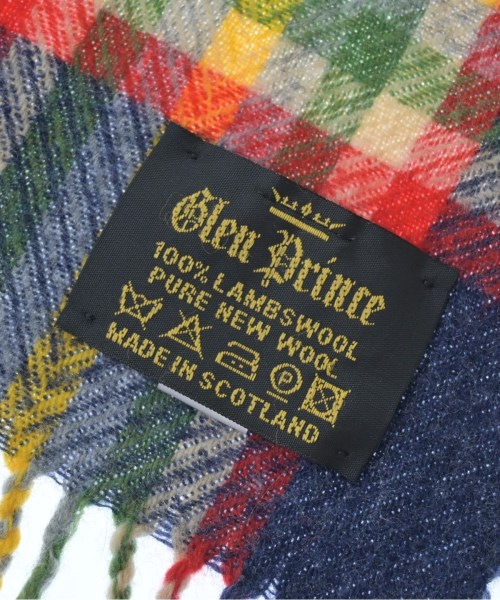 Glen Prince
100% LAMBSWOOL
PURE NEW WOOL
P
MADE IN SCOTLAND